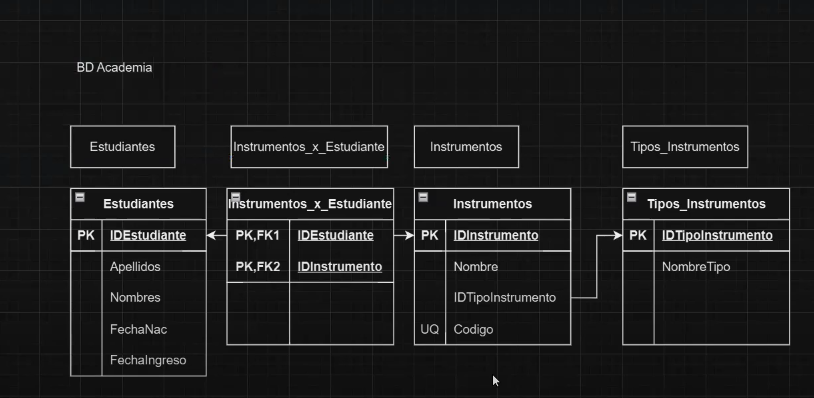 BD Academia
Estudiantes
Instrumentos_x_Estudiante
Instrumentos
Tipos_Instrumentos
Estudiantes
PK IDEstudiante
Apellidos
Nombres
FechaNac
FechaIngreso
Instrumentos_x_Estudiante
PK,FK1 IDEstudiante
PK,FK2 IDInstrumento
Instrumentos
PK IDInstrumento
Nombre
IDTipoInstrumento
UQ Codigo
Tipos_Instrumentos
PK IDTipoInstrumento
NombreTipo